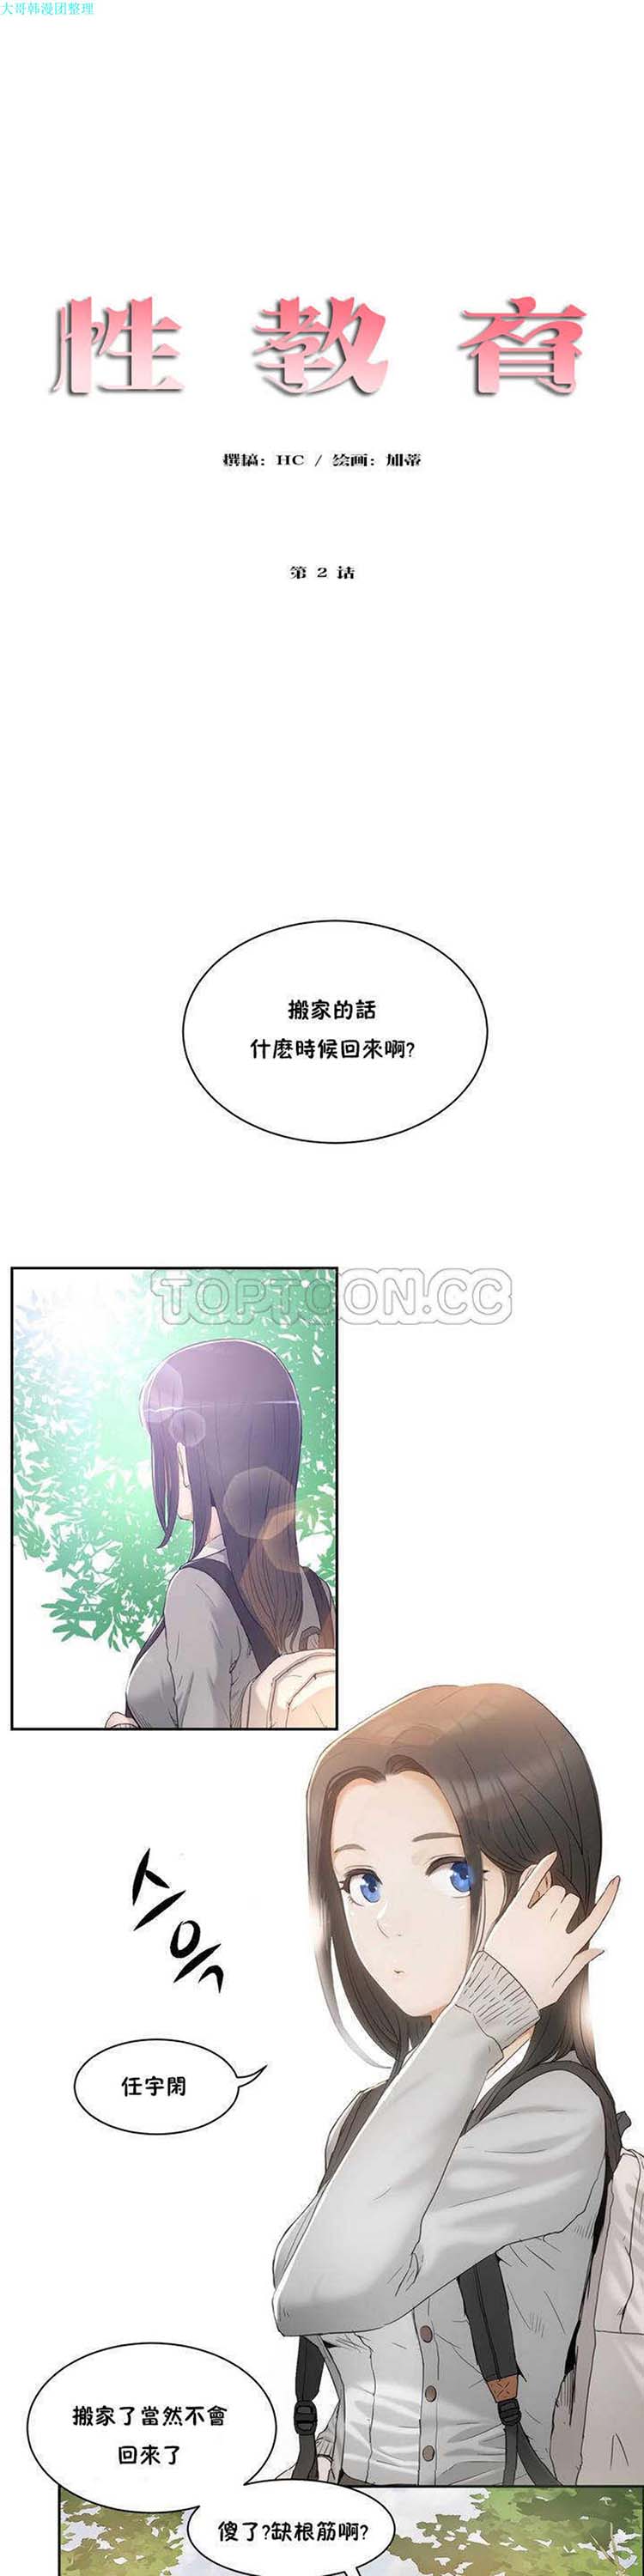 大哥韩漫团整理
性教育
撰稿: HC / 绘画: 加蒂
第 2 话
搬家的話
什麽時候回來啊?
TOPTOON.CC
스윽
任宇閑
搬家了當然不會
回來了
傻了?缺根筋啊?